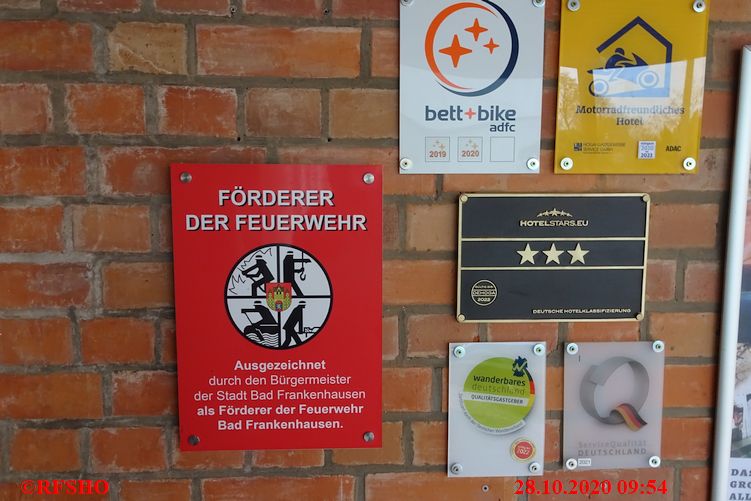 FÖRDERER
DER FEUERWEHR
Ausgezeichnet
durch den Bürgermeister
der Stadt Bad Frankenhausen
als Förderer der Feuerwehr
Bad Frankenhausen.
bett+bike
adfc
2019 2020
Motorradfreundliches
Hotel
ADAC
HOTELSTARS.EU
DEHOGA
2022
DEUTSCHE HOTELKLASSIFIZIERUNG
wanderbares
deutschland
QUALITÄTSGASTGEBER
2022
ServiceQualität
DEUTSCHLAND
2021
DAS
©RFSHO
28.10.2020 09:54